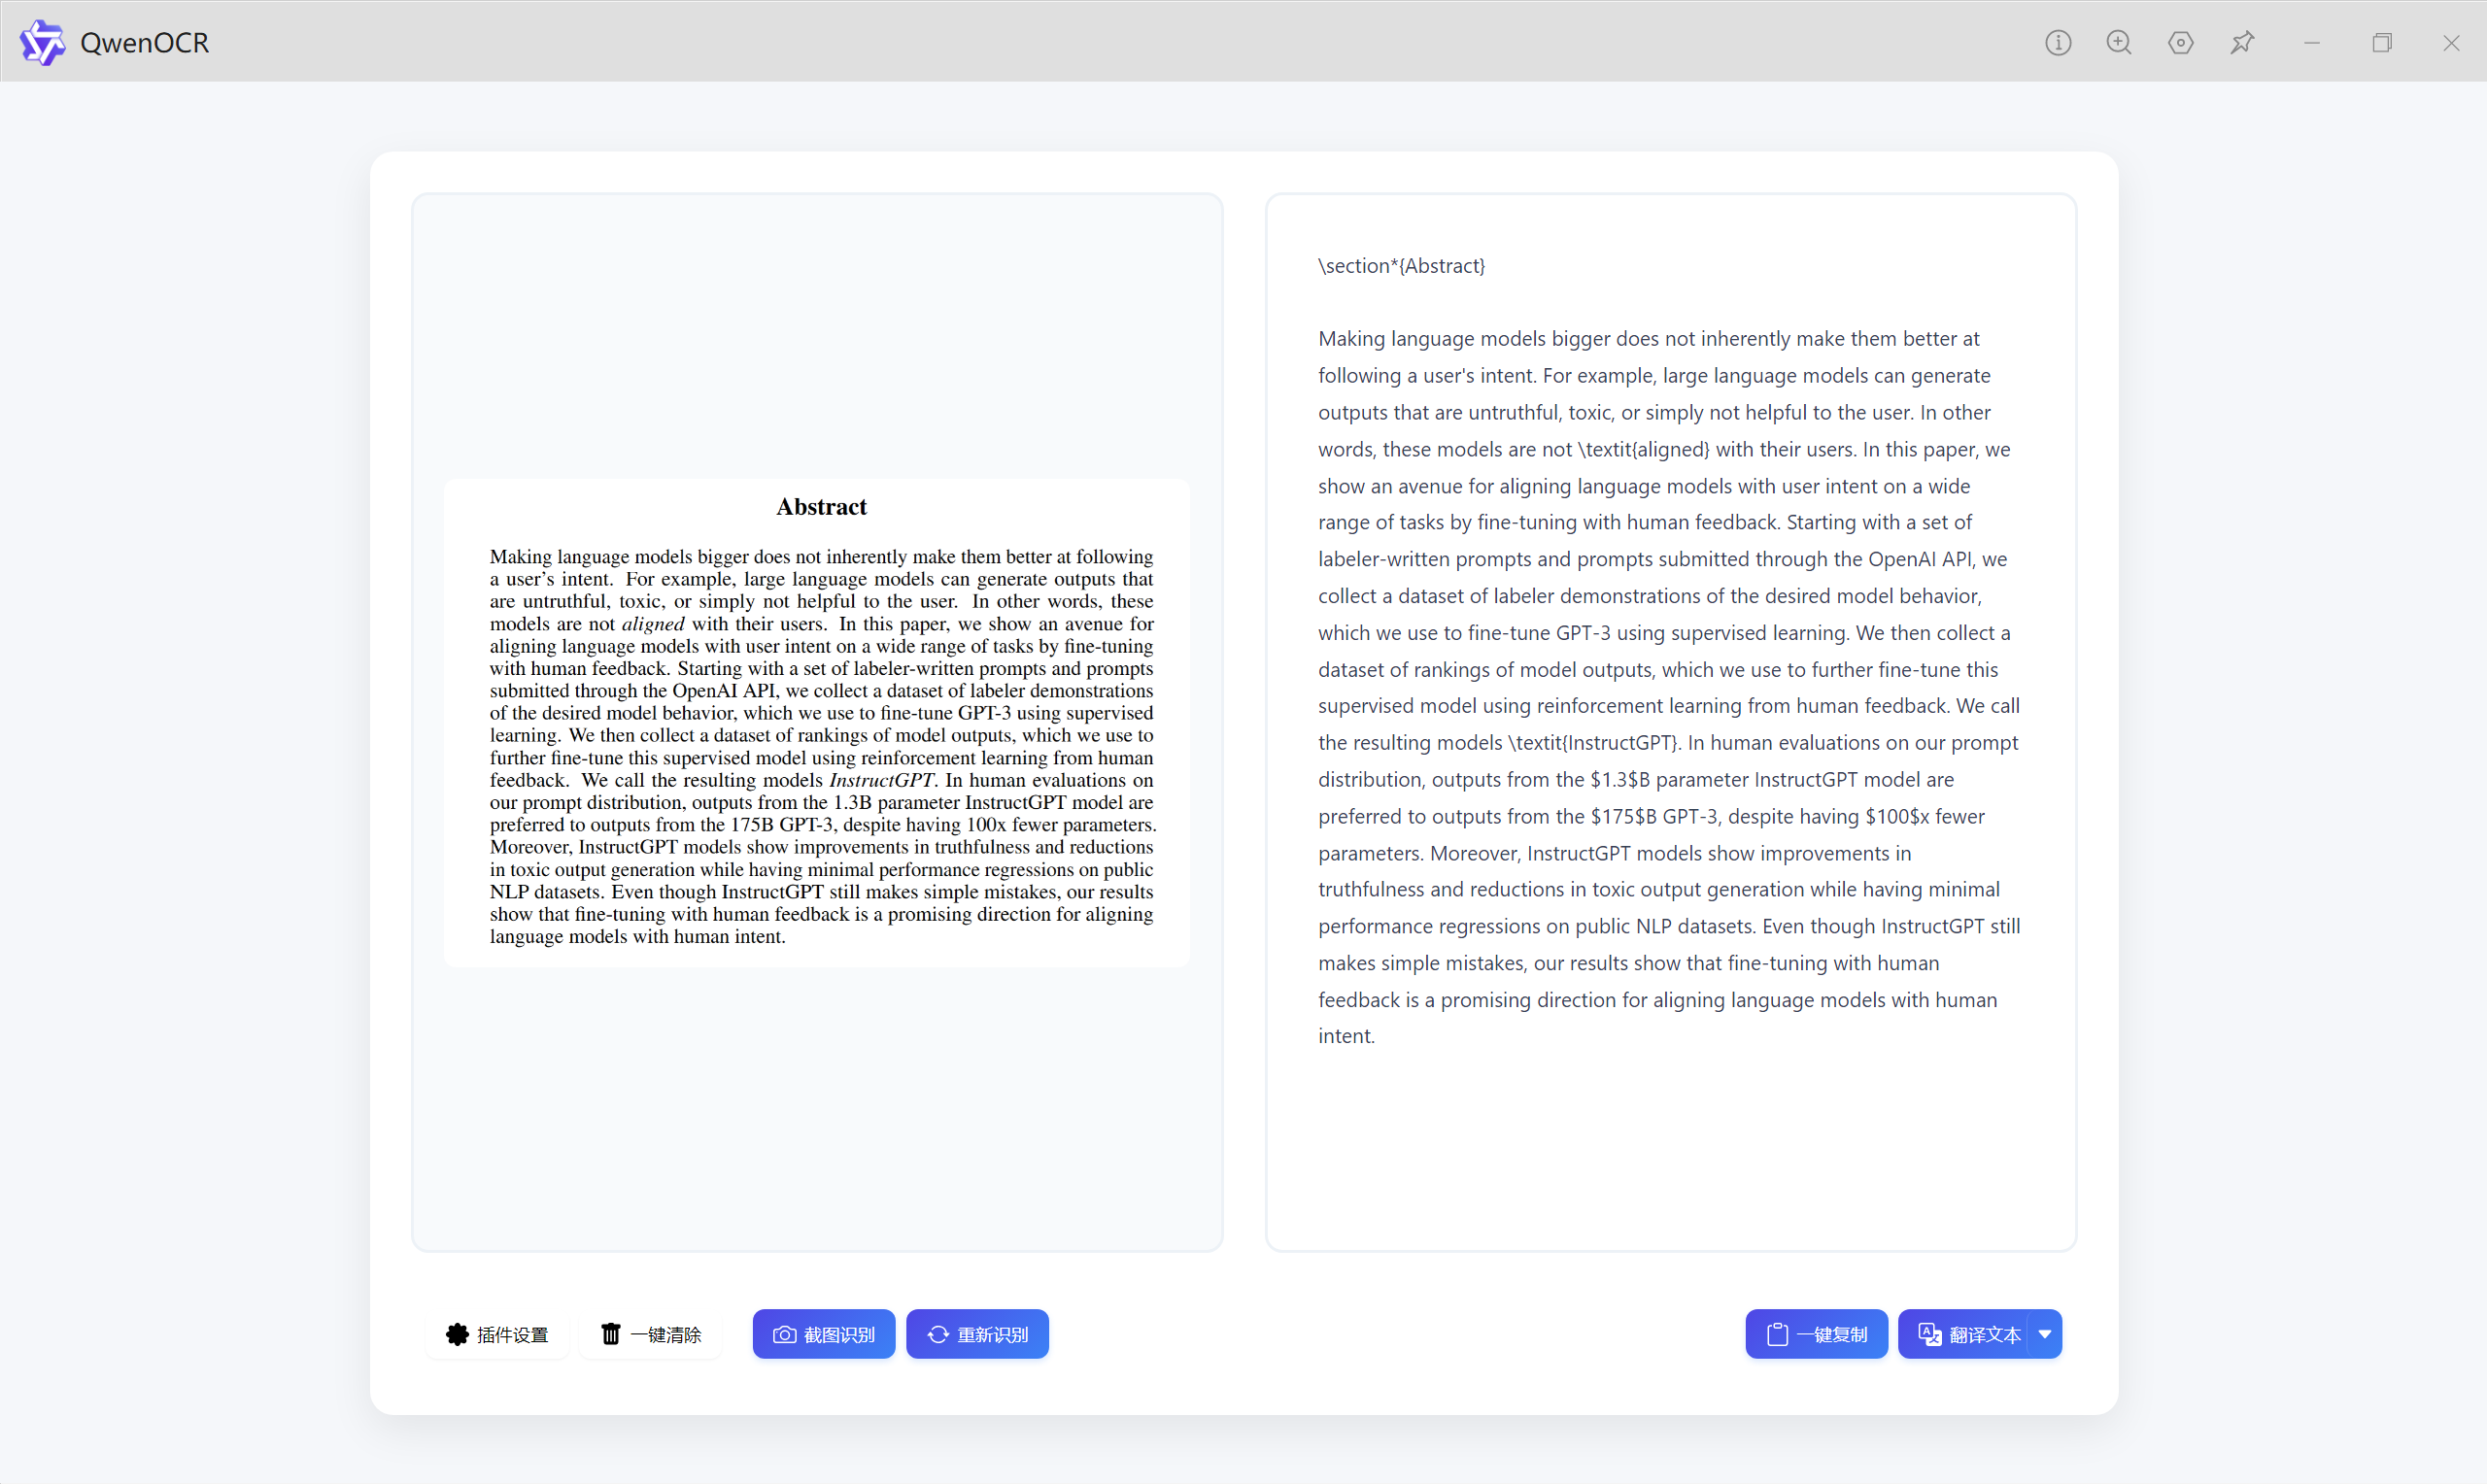 QwenOCR
Abstract
Making language models bigger does not inherently make them better at following
a user’s intent. For example, large language models can generate outputs that
are untruthful, toxic, or simply not helpful to the user. In other words, these
models are not aligned with their users. In this paper, we show an avenue for
aligning language models with user intent on a wide range of tasks by fine-tuning
with human feedback. Starting with a set of labeler-written prompts and prompts
submitted through the OpenAI API, we collect a dataset of labeler demonstrations
of the desired model behavior, which we use to fine-tune GPT-3 using supervised
learning. We then collect a dataset of rankings of model outputs, which we use to
further fine-tune this supervised model using reinforcement learning from human
feedback. We call the resulting models InstructGPT. In human evaluations on
our prompt distribution, outputs from the 1.3B parameter InstructGPT model are
preferred to outputs from the 175B GPT-3, despite having 100x fewer parameters.
Moreover, InstructGPT models show improvements in truthfulness and reductions
in toxic output generation while having minimal performance regressions on public
NLP datasets. Even though InstructGPT still makes simple mistakes, our results
show that fine-tuning with human feedback is a promising direction for aligning
language models with human intent.
\section*{Abstract}
Making language models bigger does not inherently make them better at
following a user's intent. For example, large language models can generate
outputs that are untruthful, toxic, or simply not helpful to the user. In other
words, these models are not \textit{aligned} with their users. In this paper, we
show an avenue for aligning language models with user intent on a wide
range of tasks by fine-tuning with human feedback. Starting with a set of
labeler-written prompts and prompts submitted through the OpenAI API, we
collect a dataset of labeler demonstrations of the desired model behavior,
which we use to fine-tune GPT-3 using supervised learning. We then collect a
dataset of rankings of model outputs, which we use to further fine-tune this
supervised model using reinforcement learning from human feedback. We call
the resulting models \textit{InstructGPT}. In human evaluations on our prompt
distribution, outputs from the $1.3$B parameter InstructGPT model are
preferred to outputs from the $175$B GPT-3, despite having $100$x fewer
parameters. Moreover, InstructGPT models show improvements in
truthfulness and reductions in toxic output generation while having minimal
performance regressions on public NLP datasets. Even though InstructGPT still
makes simple mistakes, our results show that fine-tuning with human
feedback is a promising direction for aligning language models with human
intent.
插件设置 一键清除 截图识别 重新识别 一键复制 翻译文本